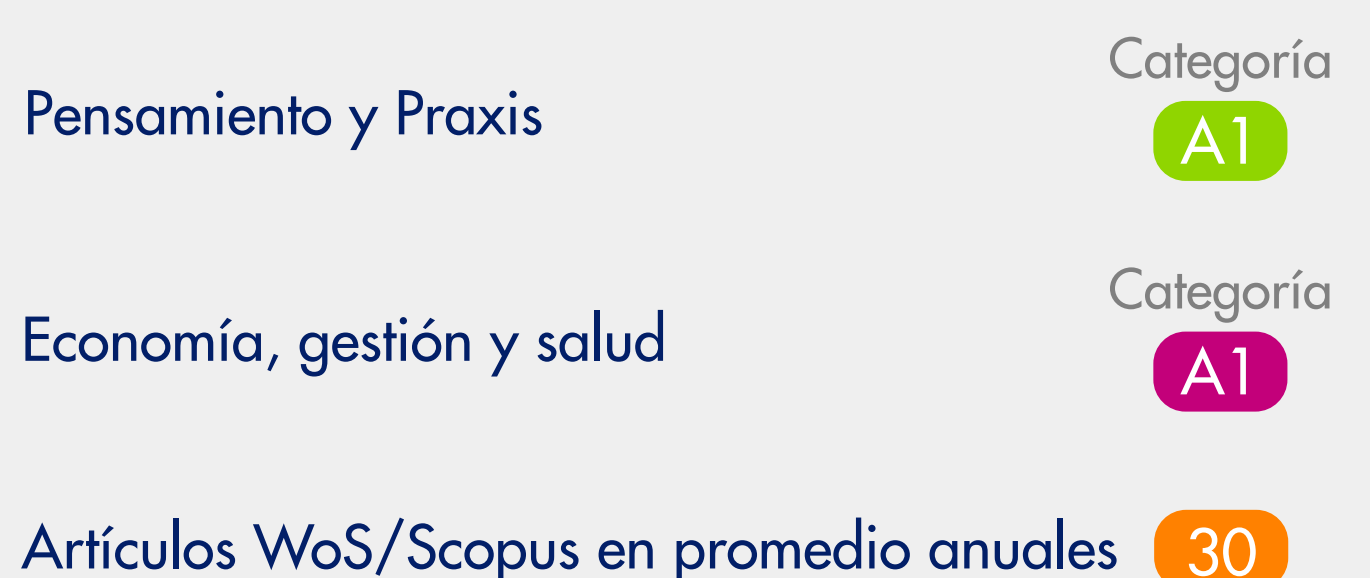 Categoría
Pensamiento y Praxis
A1
Categoría
Economía, gestión y salud
A1
Artículos WoS/Scopus en promedio anuales 30